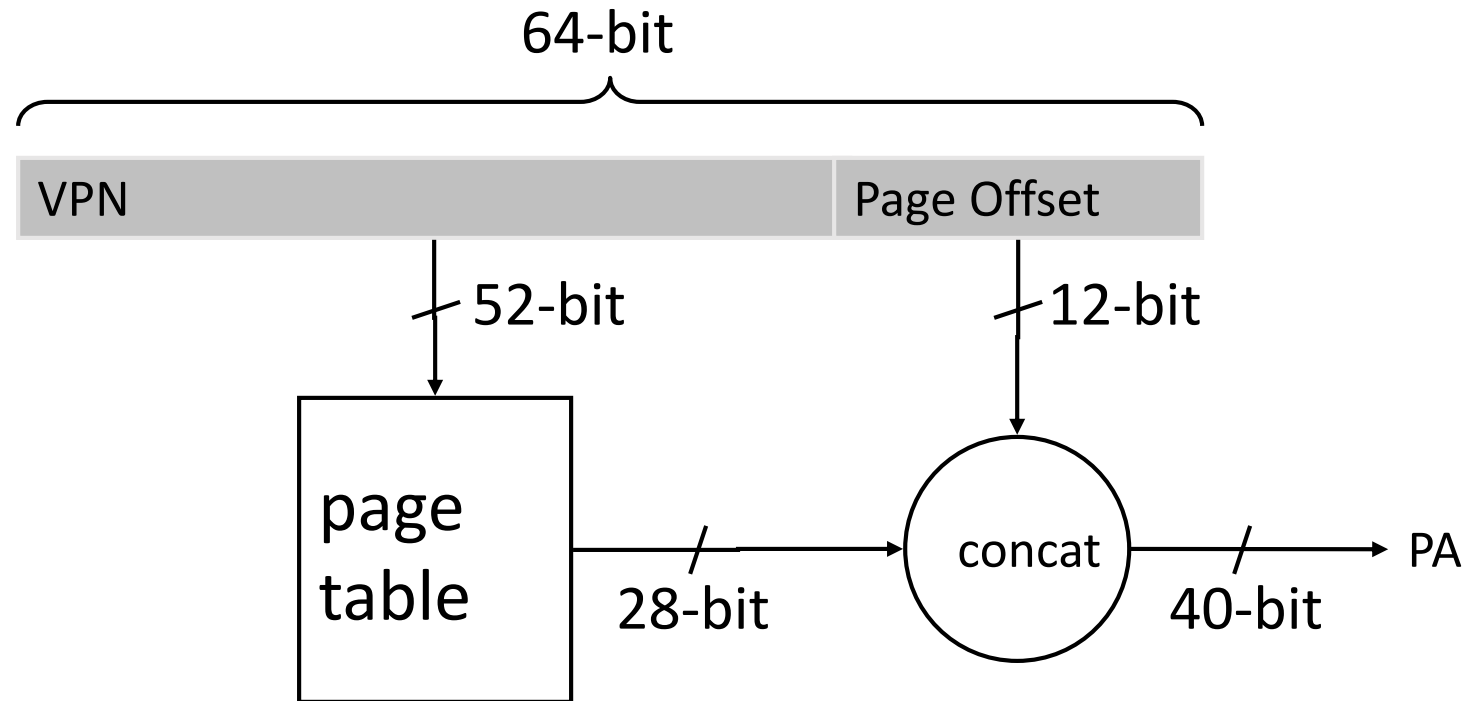 64-bit
VPN
Page Offset
52-bit
12-bit
page
table
28-bit
concat
40-bit
PA